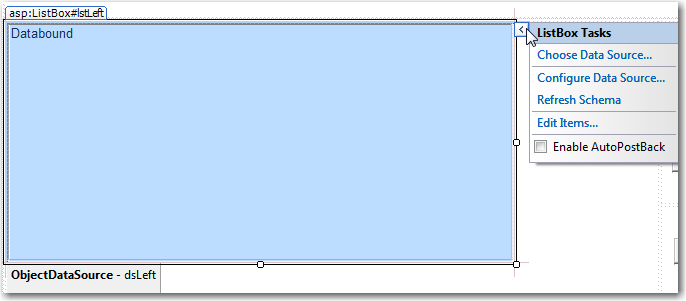 asp:ListBox#lstLeft
Databound
ListBox Tasks
Choose Data Source...
Configure Data Source...
Refresh Schema
Edit Items...
Enable AutoPostBack
ObjectDataSource - dsLeft